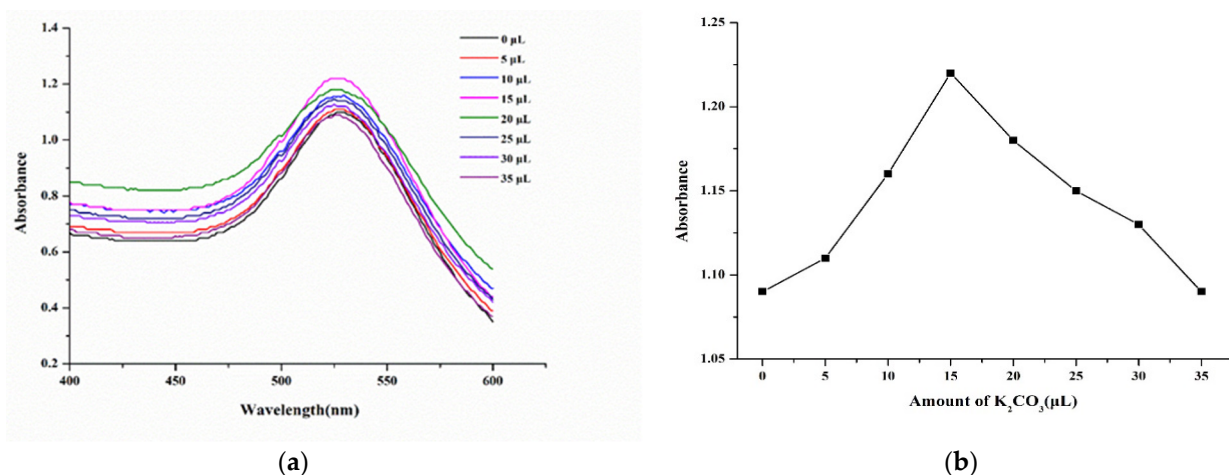 1.4
1.2
1.0
0.8
0.6
0.4
0.2
Absorbance
400
450
500
550
600
Wavelength(nm)
0 µL
5 µL
10 µL
15 µL
20 µL
25 µL
30 µL
35 µL
(a)
1.25
1.20
1.15
1.10
1.05
Absorbance
0
5
10
15
20
25
30
35
Amount of K₂CO₃(µL)
(b)